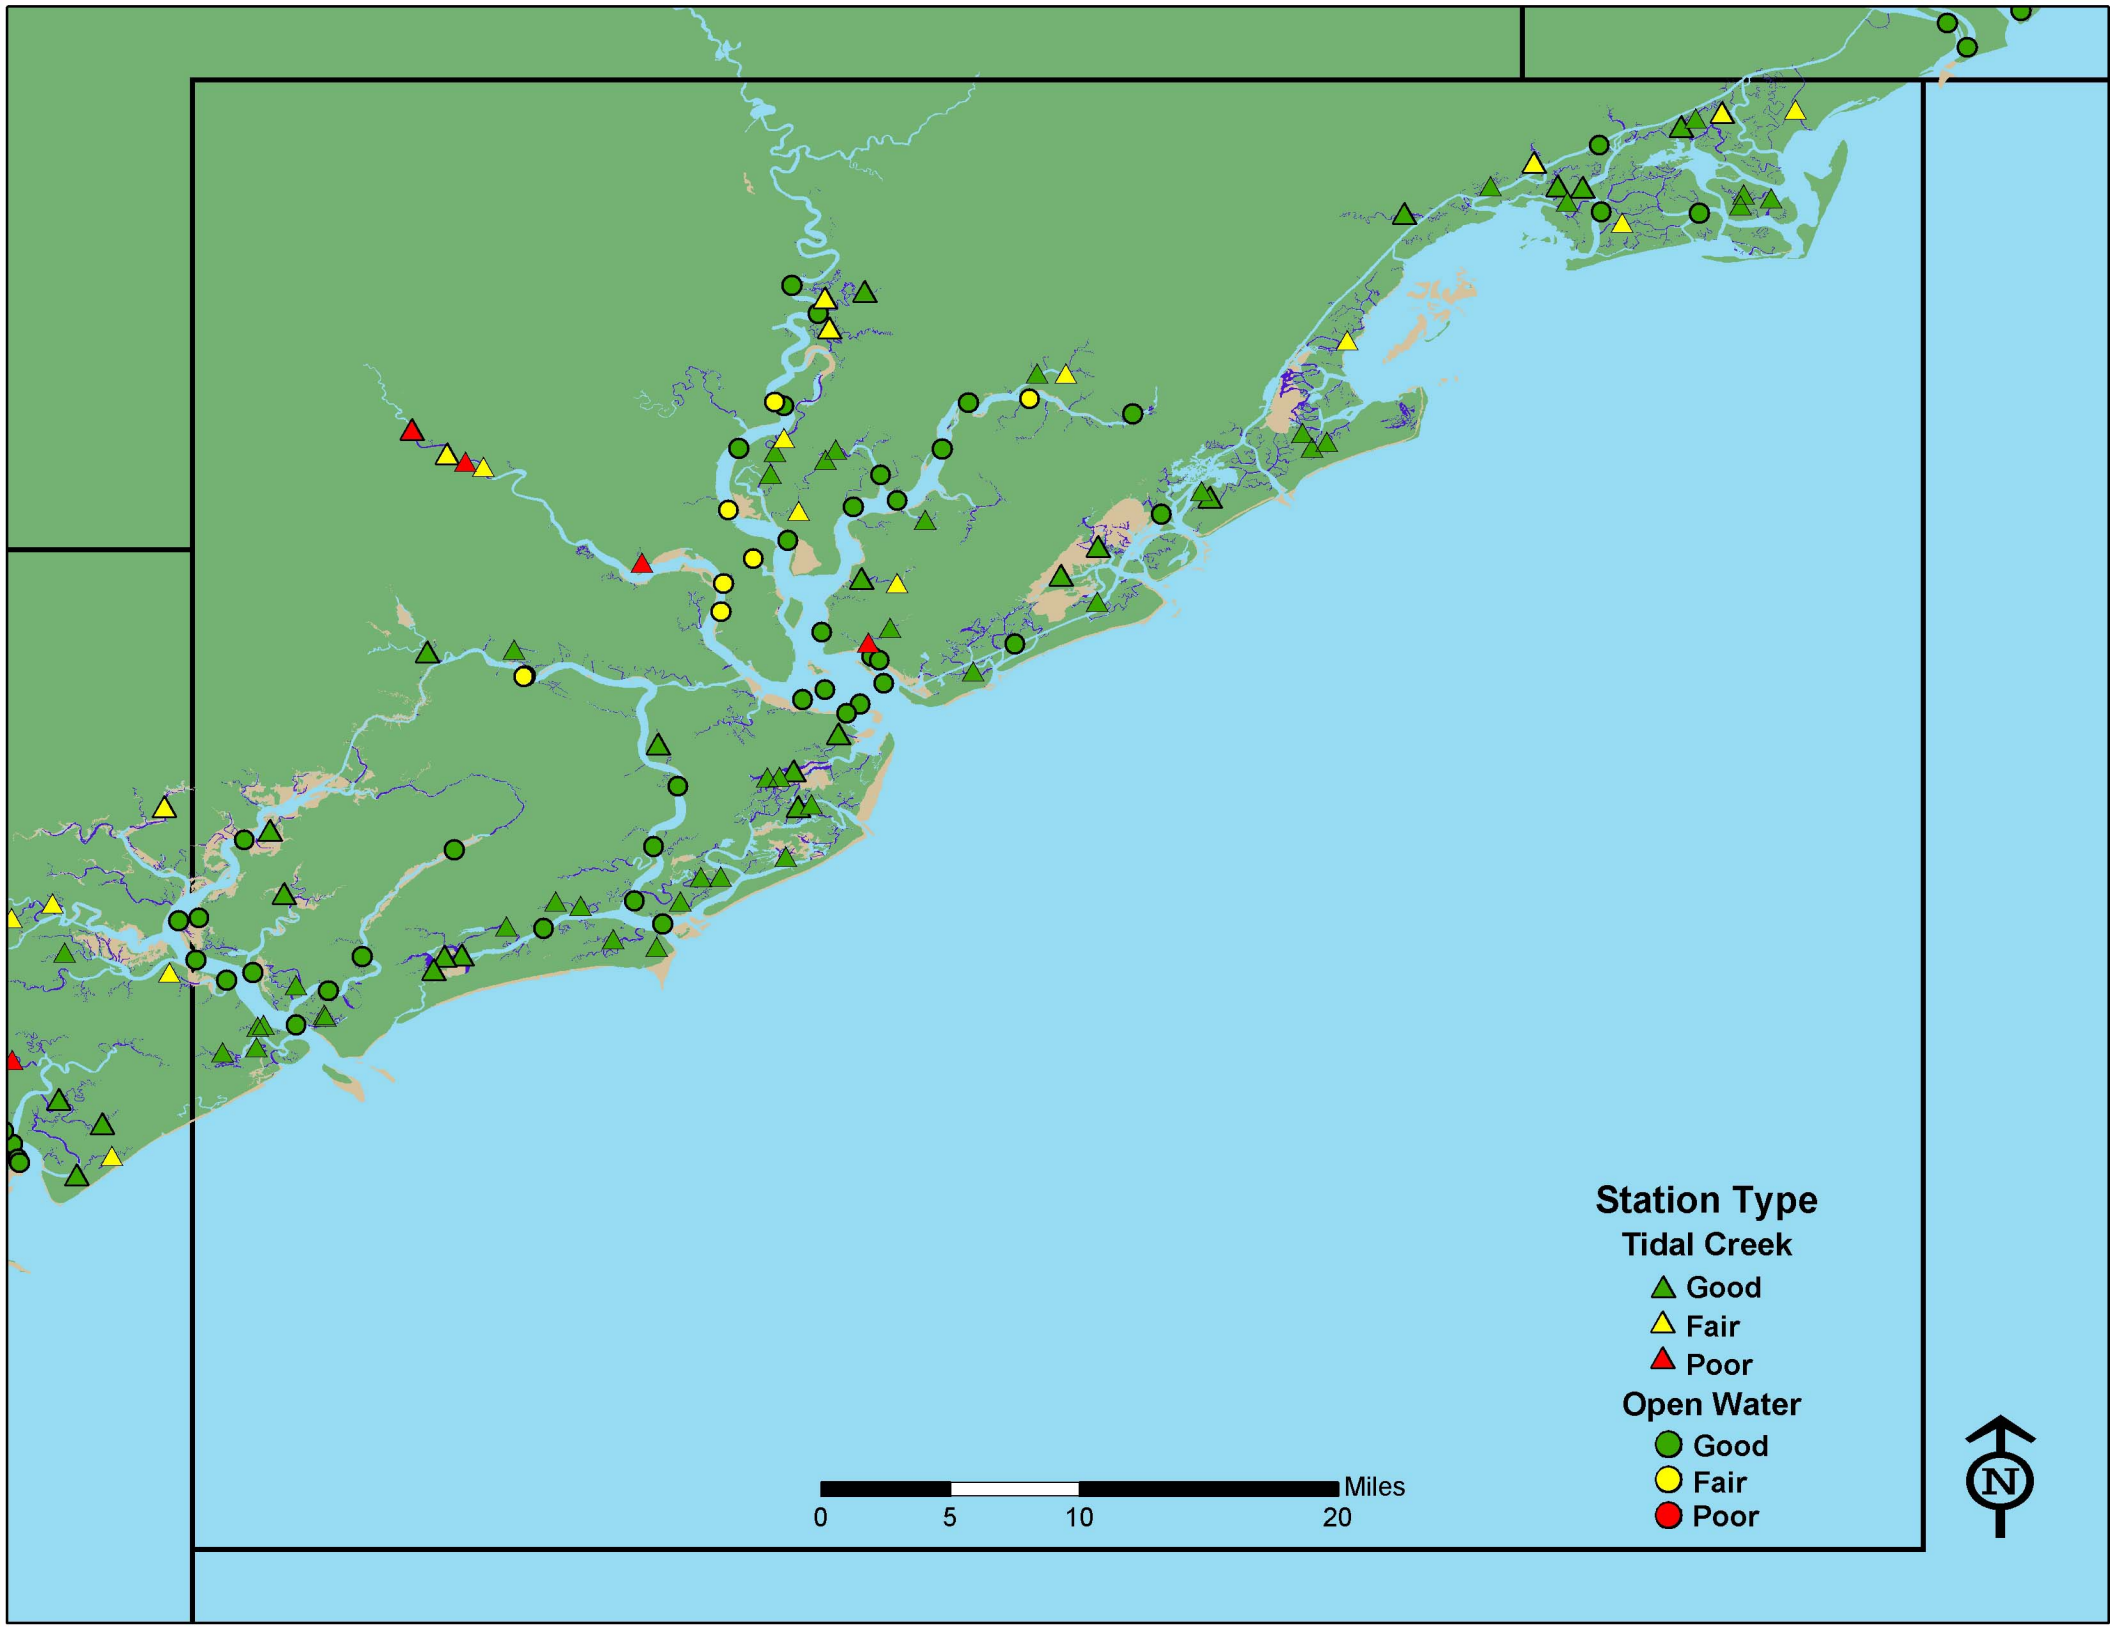 Station Type
Tidal Creek
Good
Fair
Poor
Open Water
Good
Fair
Poor
Miles
0 5 10 20
N